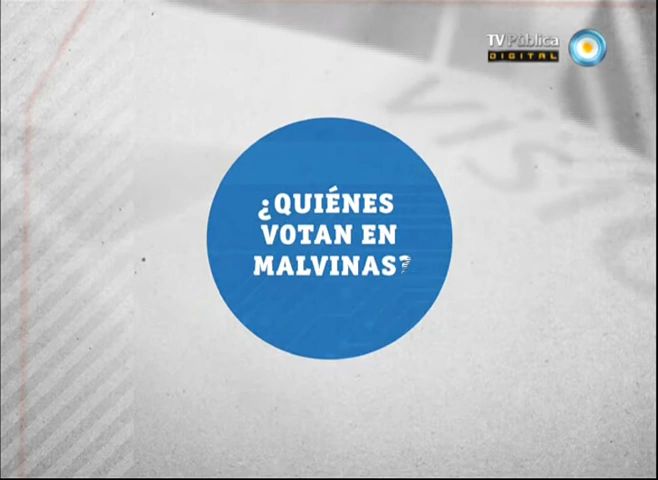 TV Pública
DIGITAL
¿QUIÉNES
VOTAN EN
MALVINAS?